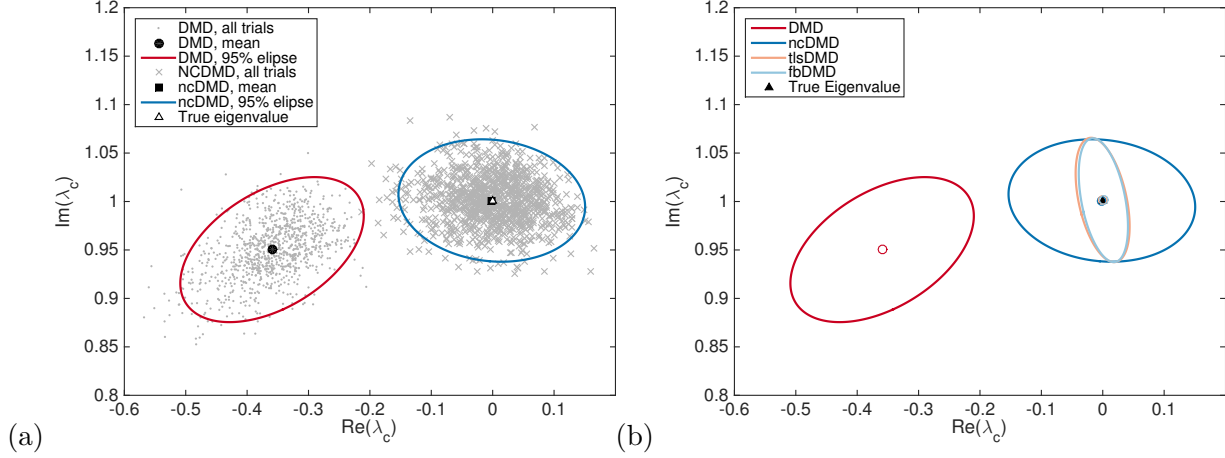 DMD, all trials
DMD, mean
DMD, 95% elipse
NCDMD, all trials
ncDMD, mean
ncDMD, 95% elipse
True eigenvalue
1.2
1.15
1.1
1.05
1
0.95
0.9
0.85
0.8
Im(λ_c)
-0.6 -0.5 -0.4 -0.3 -0.2 -0.1 0 0.1
Re(λ_c)
(a)
DMD
ncDMD
tlsDMD
fbDMD
True Eigenvalue
1.2
1.15
1.1
1.05
1
0.95
0.9
0.85
0.8
Im(λ_c)
-0.6 -0.5 -0.4 -0.3 -0.2 -0.1 0 0.1
Re(λ_c)
(b)